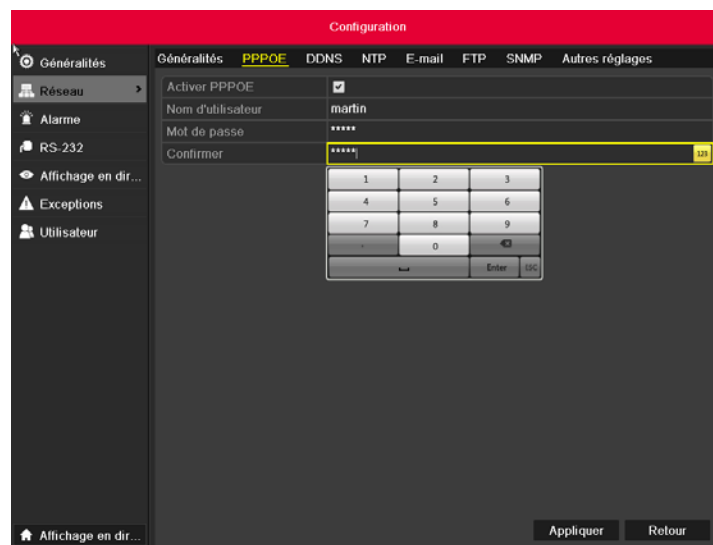 Configuration
Généralités
Réseau >
Alarme
RS-232
Affichage en dir...
Exceptions
Utilisateur
Affichage en dir...
Généralités PPPOE DDNS NTP E-mail FTP SNMP Autres réglages
Activer PPPOE
Nom d'utilisateur martin
Mot de passe *****
Confirmer *****
123
1 2 3
4 5 6
7 8 9
. 0
Enter ESC
Appliquer Retour